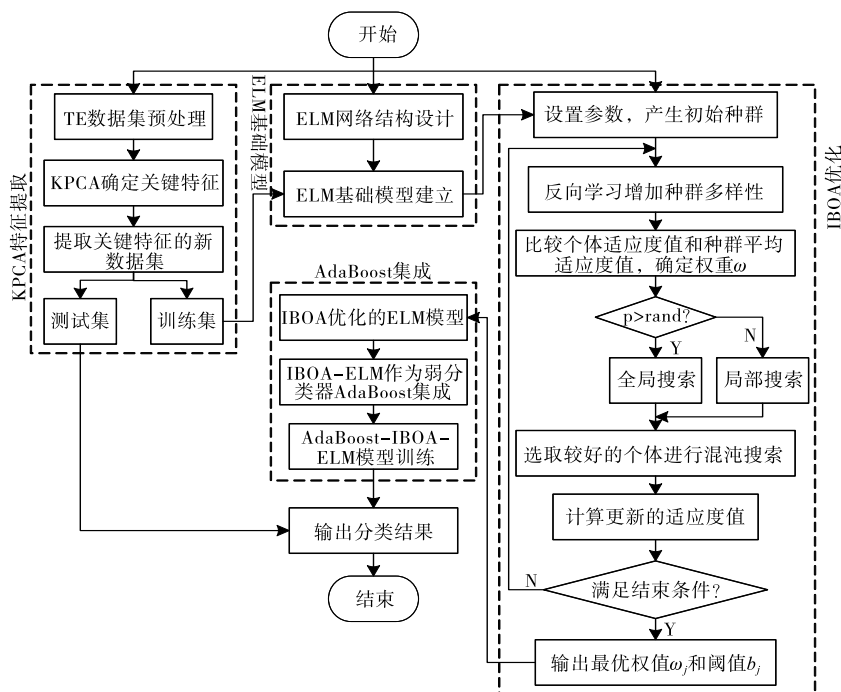 开始
KPCA特征提取
TE数据集预处理
KPCA确定关键特征
提取关键特征的新
数据集
测试集
训练集
ELM基础模型
ELM网络结构设计
ELM基础模型建立
AdaBoost集成
IBOA优化的ELM模型
IBOA-ELM作为弱分
类器AdaBoost集成
AdaBoost-IBOA-
ELM模型训练
输出分类结果
结束
IBOA优化
设置参数，产生初始种群
反向学习增加种群多样性
比较个体适应度值和种群平均
适应度值，确定权重ω
p>rand?
Y
N
全局搜索
局部搜索
选取较好的个体进行混沌搜索
计算更新的适应度值
满足结束条件?
N
Y
输出最优权值ωj和阈值bj